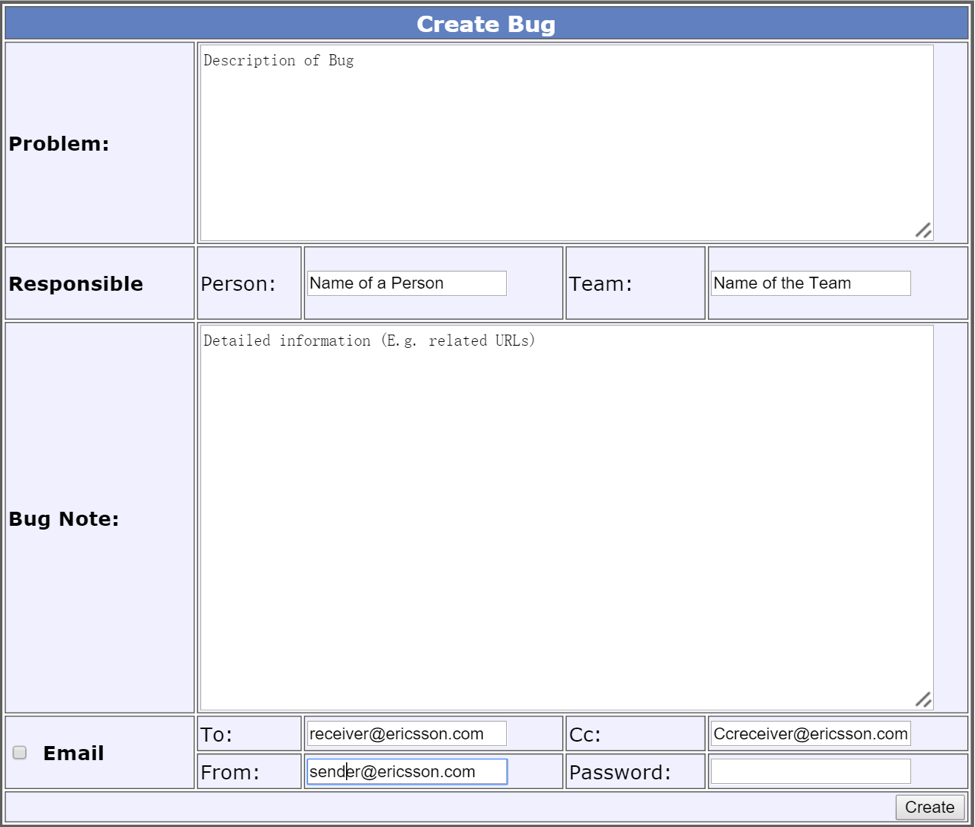 Create Bug
Problem:
Description of Bug
Responsible
Person:
Name of a Person
Team:
Name of the Team
Bug Note:
Detailed information (E.g. related URLs)
Email
To:
receiver@ericsson.com
Cc:
Ccreceiver@ericsson.com
From:
sender@ericsson.com
Password:
Create